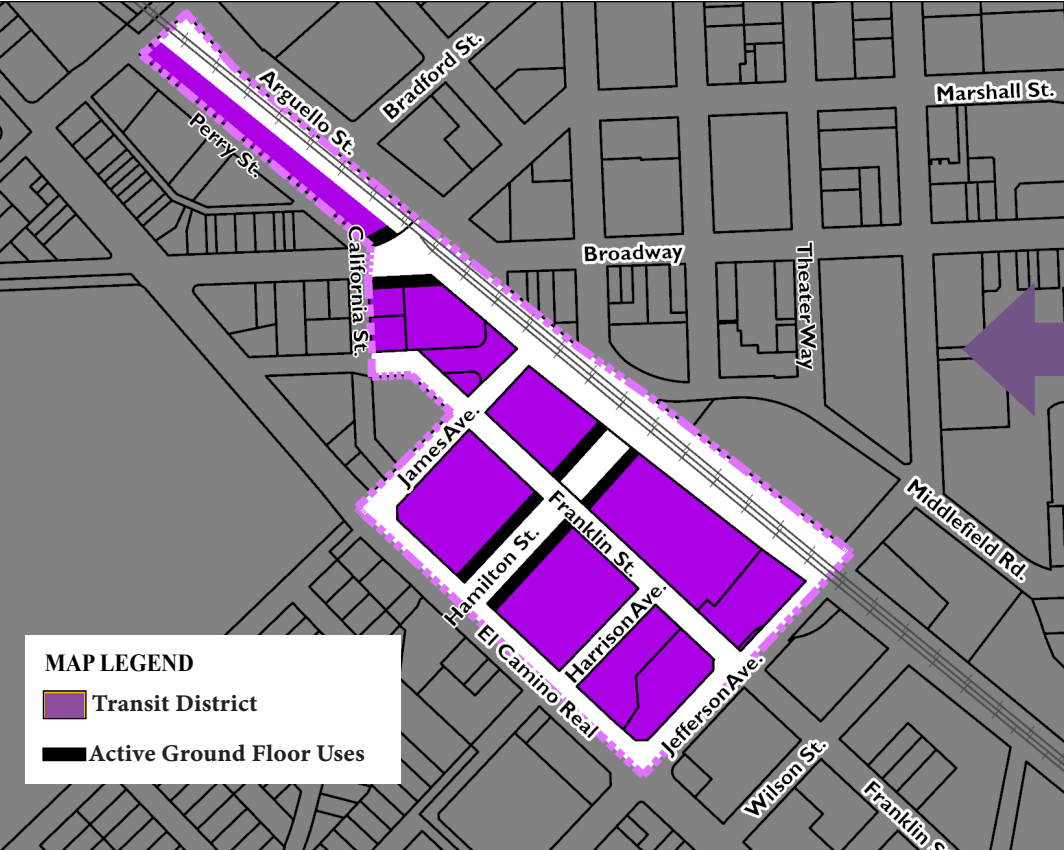 Bradford St.
Arguello St.
Marshall St.
Perry St.
California St.
Broadway
Theater Way
James Ave.
Middlefield Rd.
Franklin St.
Hamilton St.
Harrison Ave.
El Camino Real
Jefferson Ave.
Wilson St.
Franklin S
MAP LEGEND
Transit District
Active Ground Floor Uses